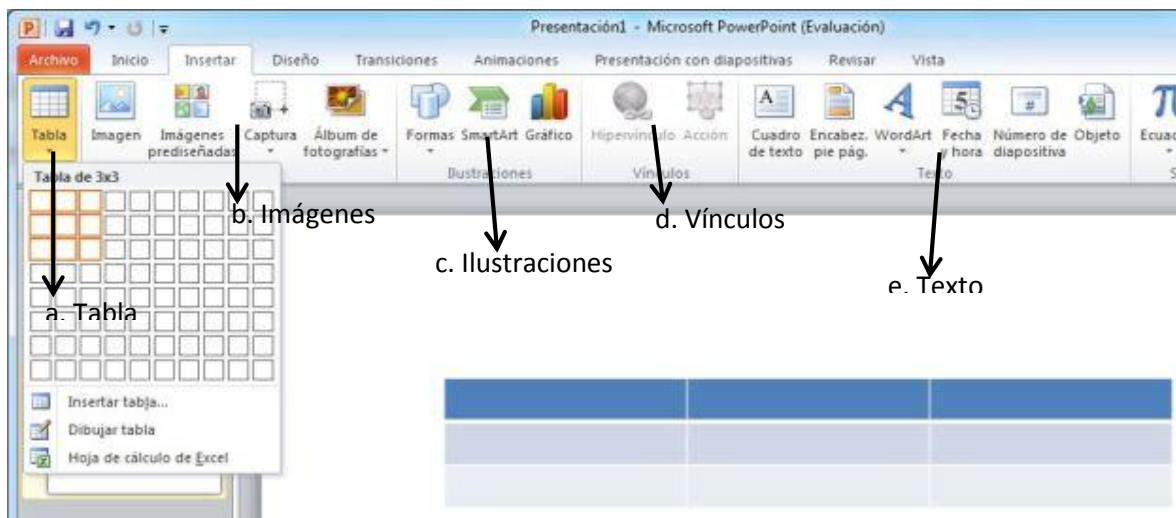 Presentación1 - Microsoft PowerPoint (Evaluación)
Archivo Inicio Insertar Diseño Transiciones Animaciones Presentación con diapositivas Revisar Vista
Tabla Imagen Imágenes prediseñadas Captura Álbum de fotografías Formas SmartArt Gráfico Hipervínculo Acción Cuadro de texto Encabez. pie pág. WordArt Fecha y hora Número de diapositiva Objeto
Ilustraciones Vínculos Texto
Tabla de 3x3
b. Imágenes
d. Vínculos
c. Ilustraciones
e. Texto
a. Tabla
Insertar tabla...
Dibujar tabla
Hoja de cálculo de Excel